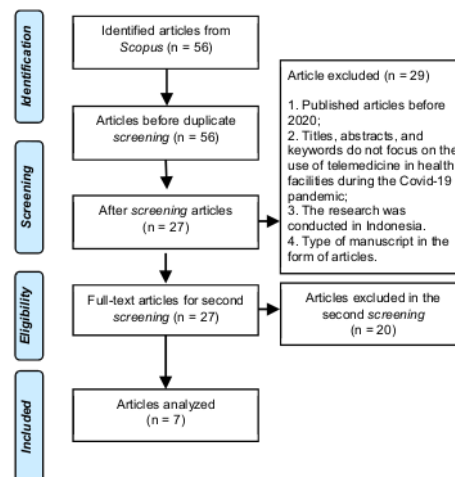 Identification
Identified articles from
Scopus (n = 56)
Articles before duplicate
screening (n = 56)
Screening
After screening articles
(n = 27)
Article excluded (n = 29)
1. Published articles before
2020;
2. Titles, abstracts, and
keywords do not focus on the
use of telemedicine in health
facilities during the Covid-19
pandemic;
3. The research was
conducted in Indonesia.
4. Type of manuscript in the
form of articles.
Eligibility
Full-text articles for second
screening (n = 27)
Articles excluded in the
second screening
(n = 20)
Included
Articles analyzed
(n = 7)